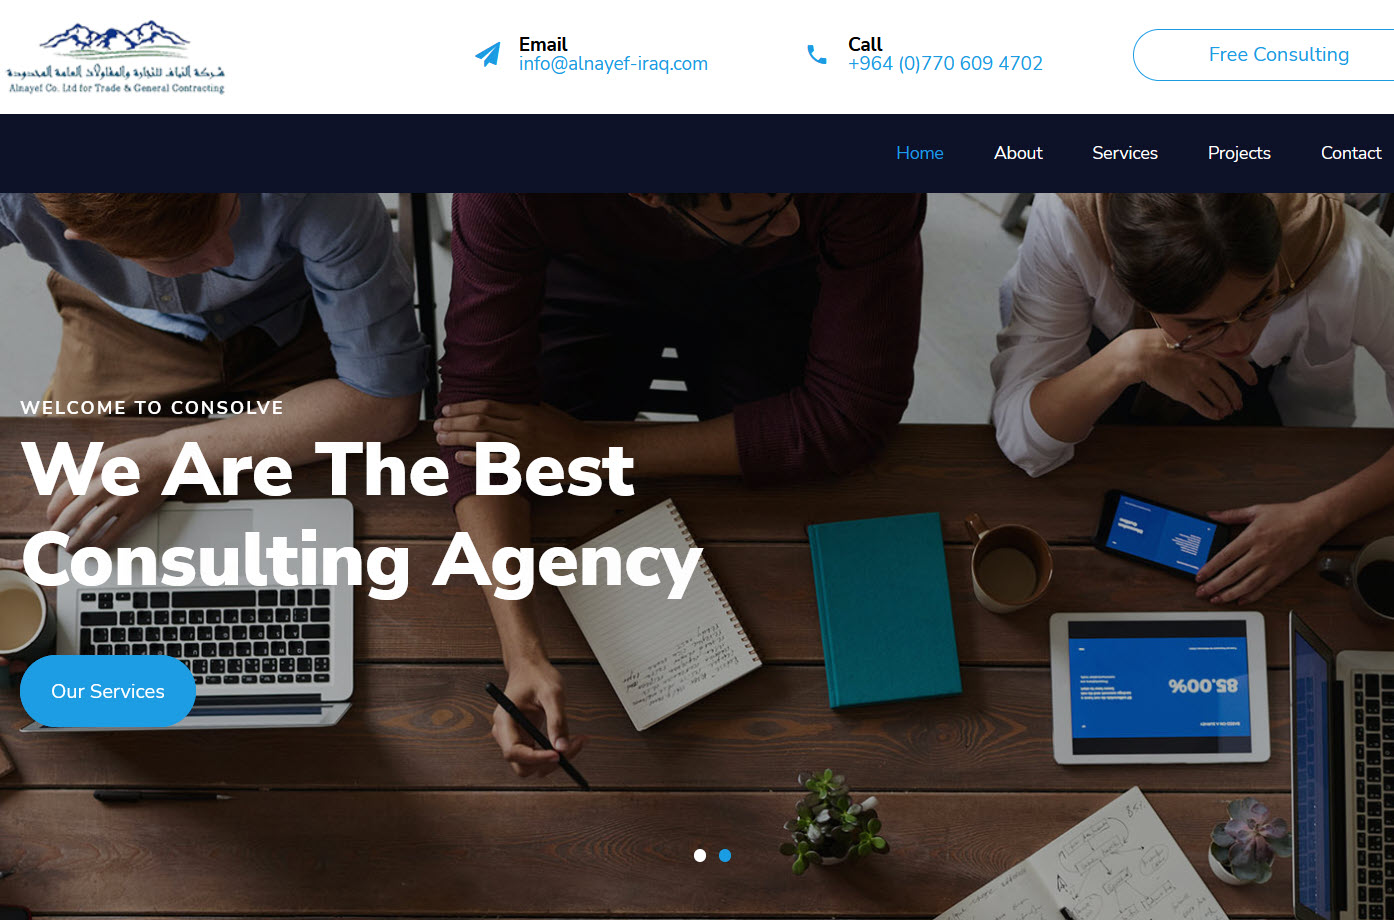 شركة النايف للتجارة والمقاولات العامة المحدودة
Alnayef Co. Ltd for Trade & General Contracting
Email
info@alnayef-iraq.com
Call
+964 (0)770 609 4702
Free Consulting
Home
About
Services
Projects
Contact
WELCOME TO CONSOLVE
We Are The Best
Consulting Agency
Our Services
85.00%